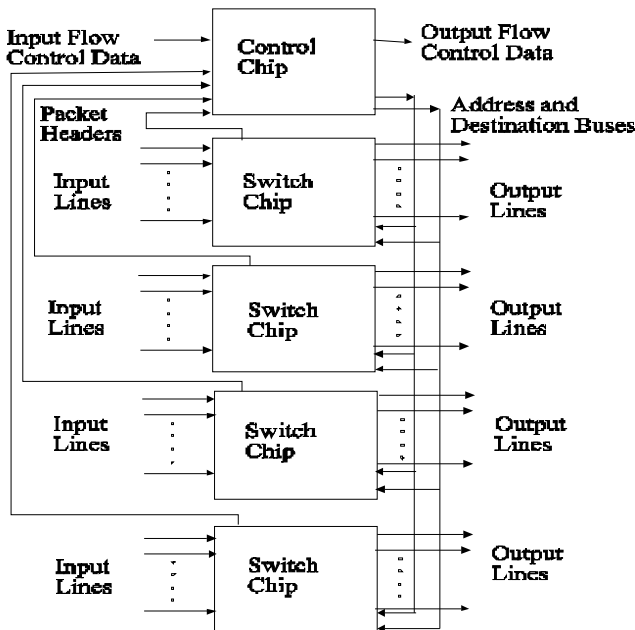 Input Flow
Control Data
Control
Chip
Output Flow
Control Data
Packet
Headers
Address and
Destination Buses
Input
Lines
Switch
Chip
Output
Lines
Input
Lines
Switch
Chip
Output
Lines
Input
Lines
Switch
Chip
Output
Lines
Input
Lines
Switch
Chip
Output
Lines